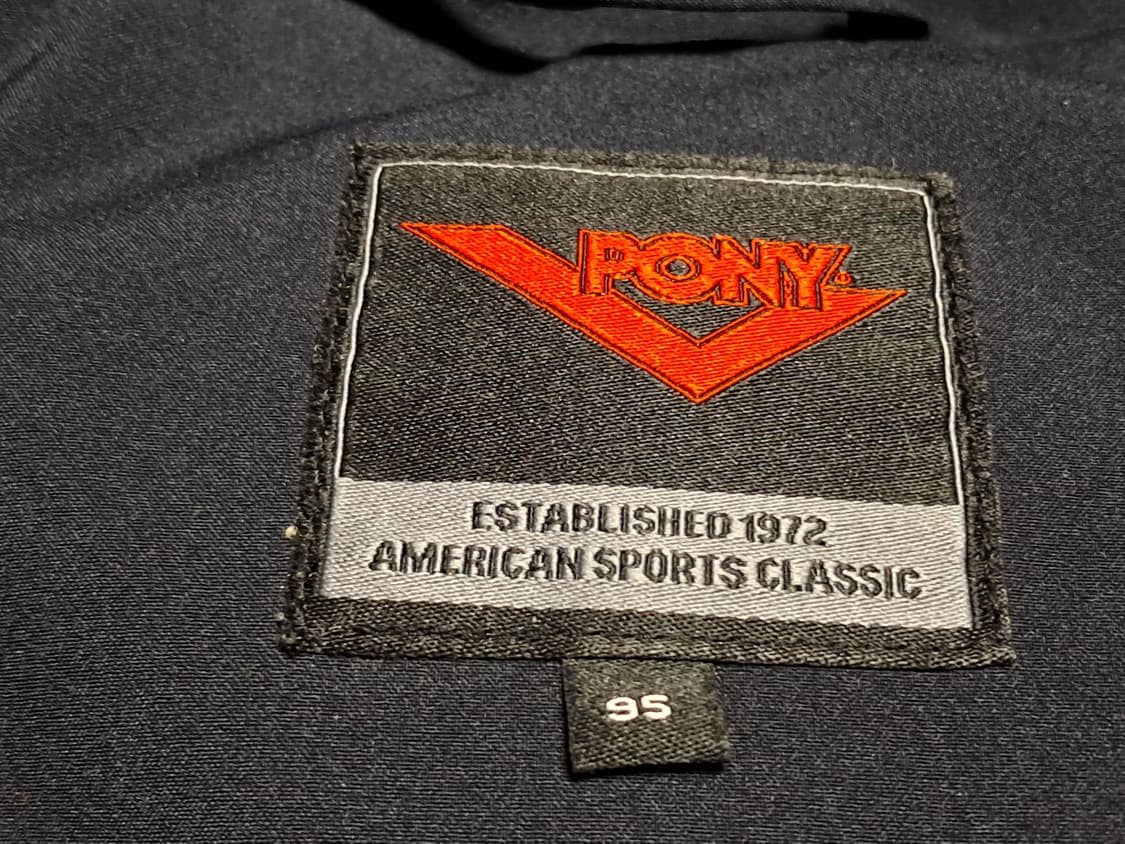 PONY
ESTABLISHED 1972
AMERICAN SPORTS CLASSIC
95